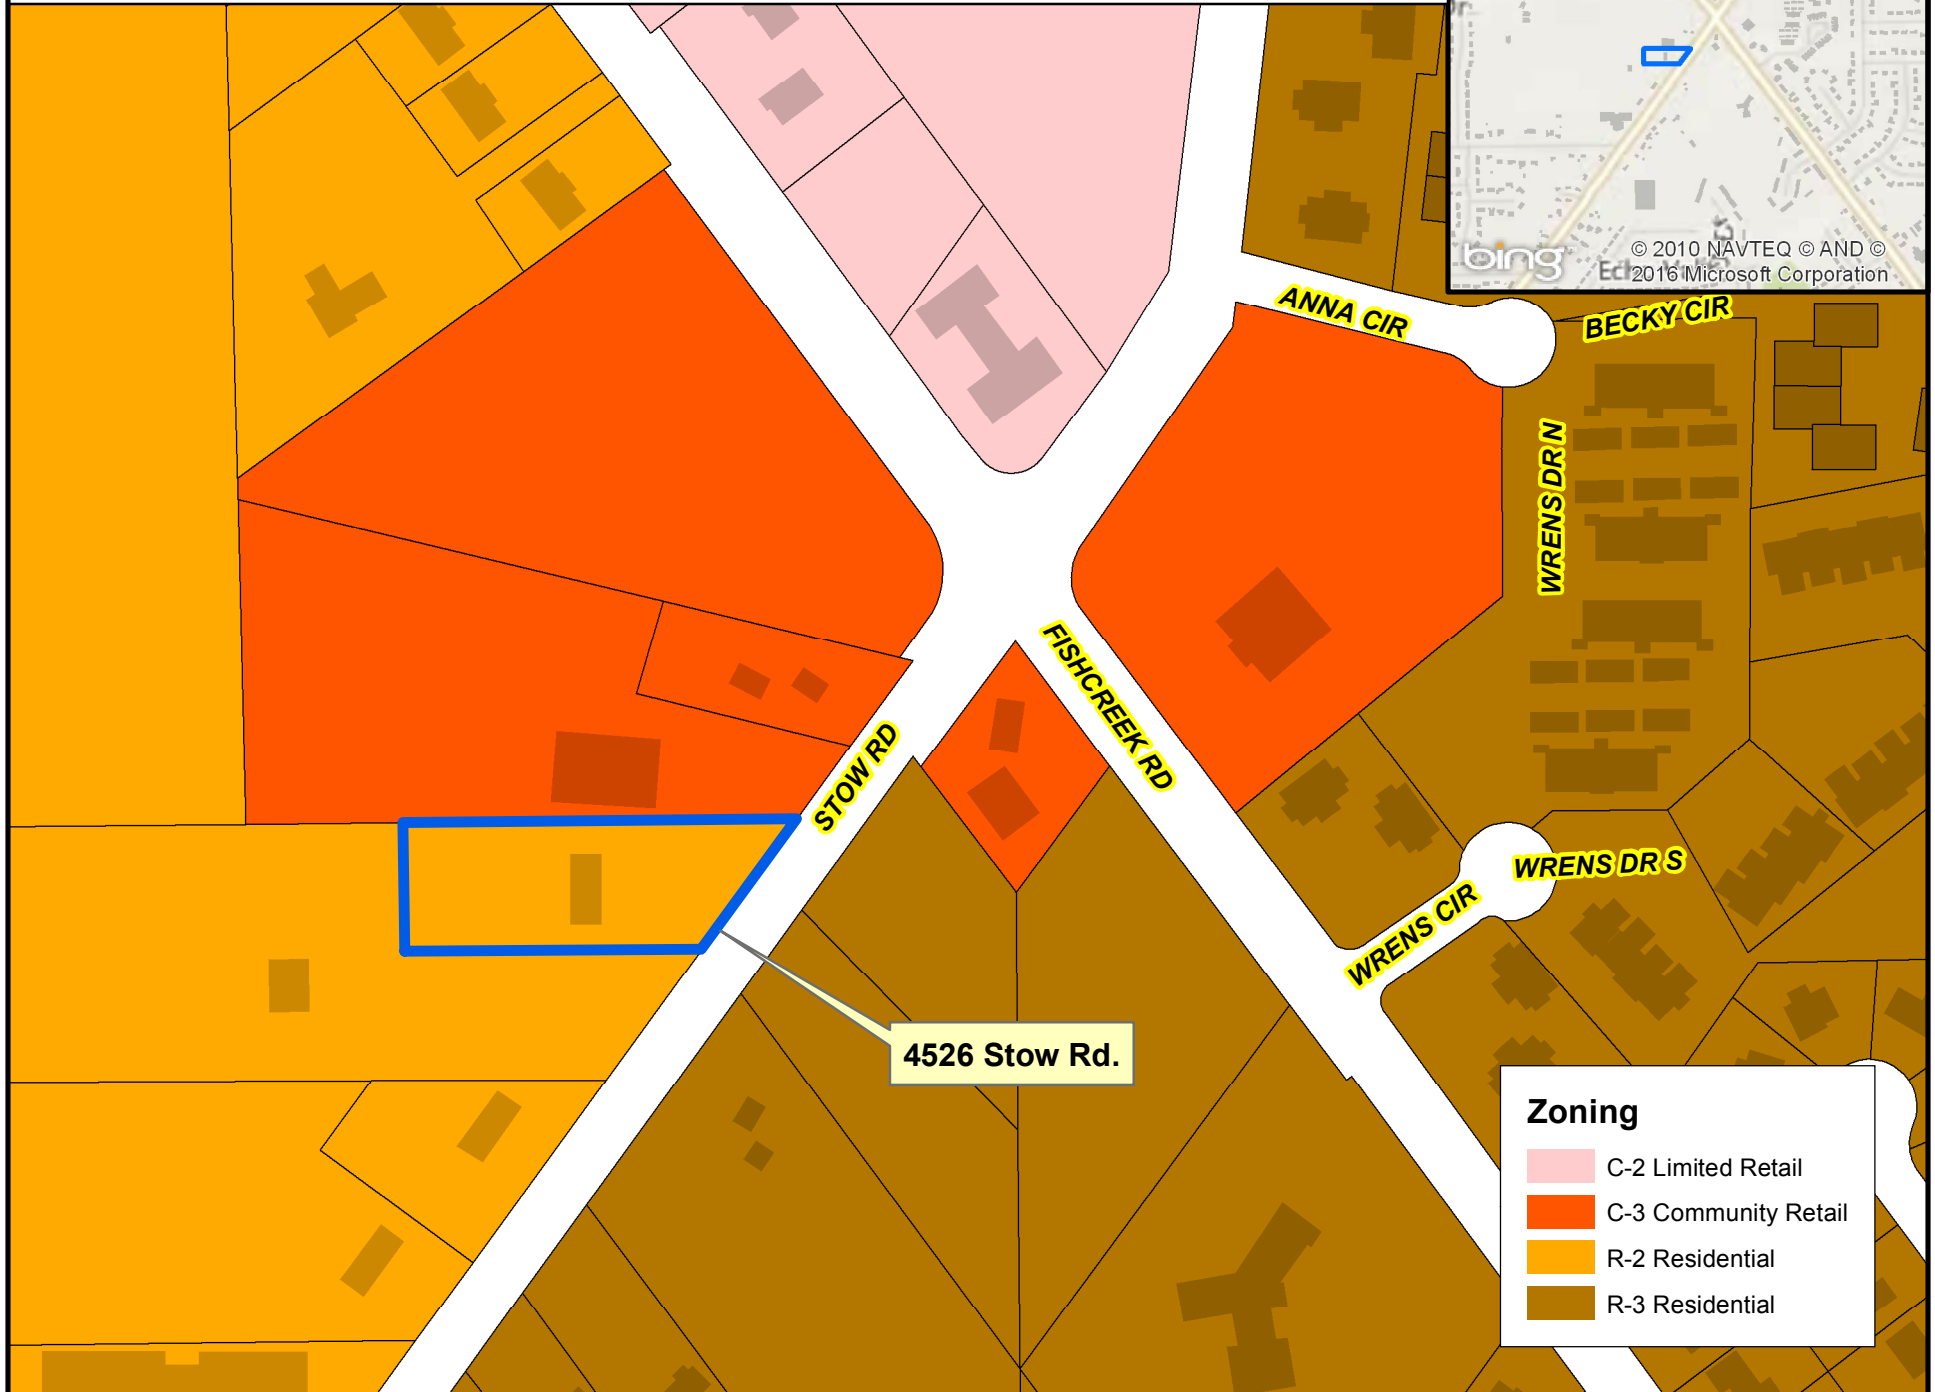 bing
© 2010 NAVTEQ © AND ©
2016 Microsoft Corporation
ANNA CIR
BECKY CIR
WRENS DR N
FISHCREEK RD
STOW RD
WRENS DR S
WRENS CIR
4526 Stow Rd.
Zoning
C-2 Limited Retail
C-3 Community Retail
R-2 Residential
R-3 Residential